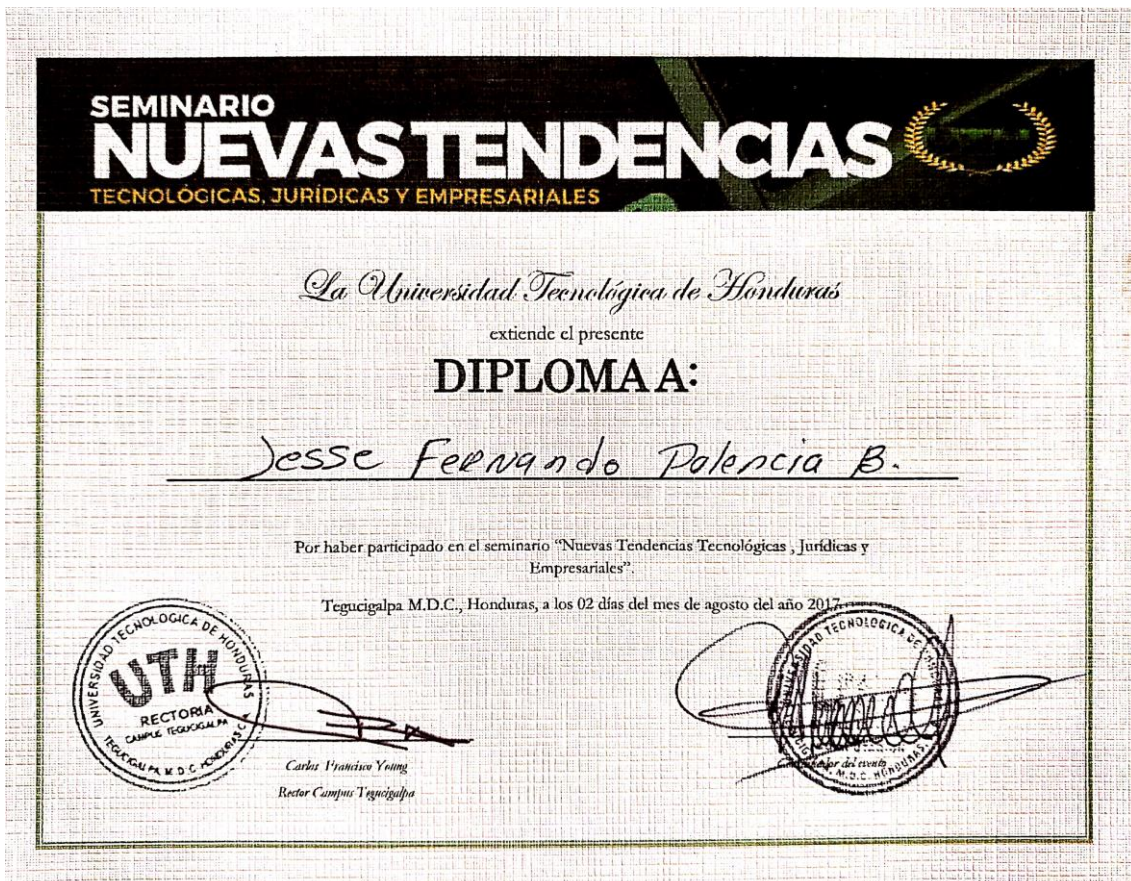 SEMINARIO
NUEVAS TENDENCIAS
TECNOLÓGICAS, JURÍDICAS Y EMPRESARIALES
La Universidad Tecnológica de Honduras
extiende el presente
DIPLOMA A:
Jesse Fernando Palencia B.
Por haber participado en el seminario “Nuevas Tendencias Tecnológicas , Jurídicas y
Empresariales”.
Tegucigalpa M.D.C., Honduras, a los 02 días del mes de agosto del año 2017.
UNIVERSIDAD TECNOLOGICA DE HONDURAS
UTH
RECTORIA
CAMPUS TEGUCIGALPA
TEGUCIGALPA, M.D.C. HONDURAS C.A.
Carlos Francisco Young
Rector Campus Tegucigalpa
UNIVERSIDAD TECNOLOGICA DE
del evento
M.D.C. HONDURAS